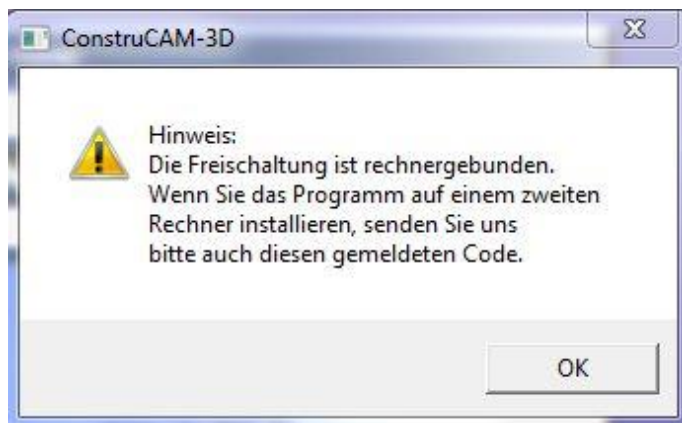 ConstruCAM-3D
Hinweis:
Die Freischaltung ist rechnergebunden.
Wenn Sie das Programm auf einem zweiten
Rechner installieren, senden Sie uns
bitte auch diesen gemeldeten Code.
OK